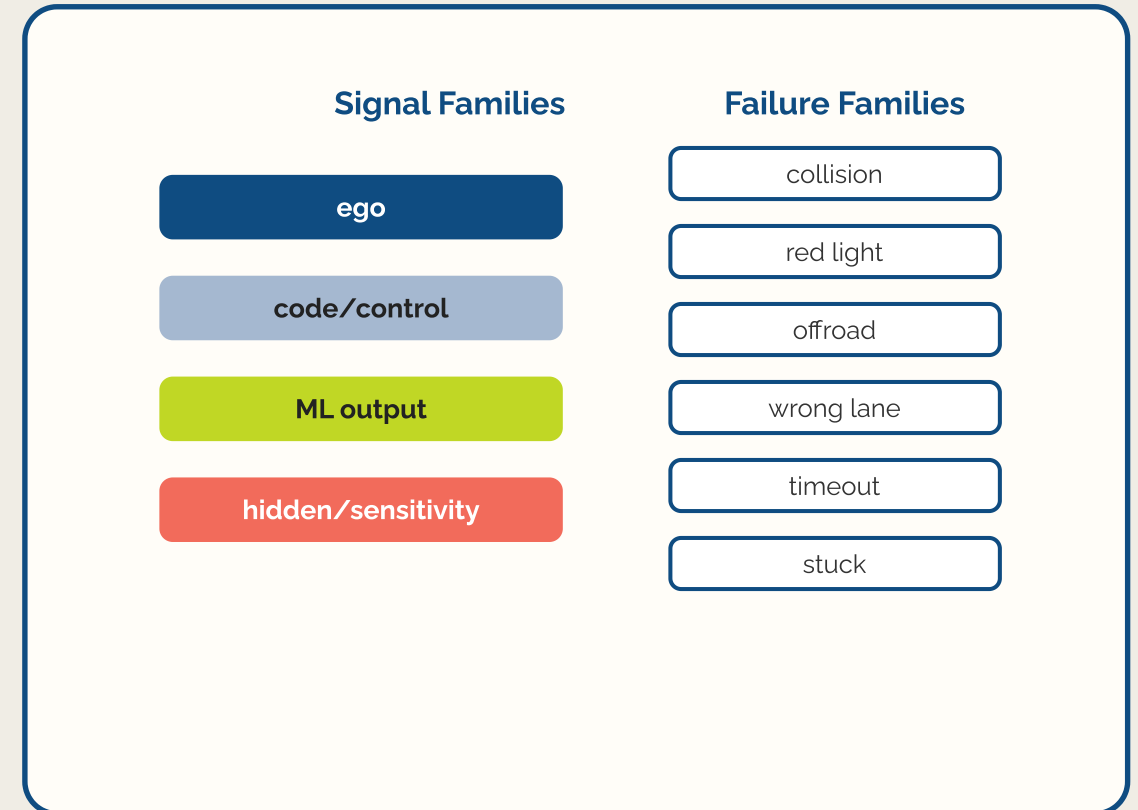 Signal Families
ego
code/control
ML output
hidden/sensitivity
Failure Families
collision
red light
offroad
wrong lane
timeout
stuck